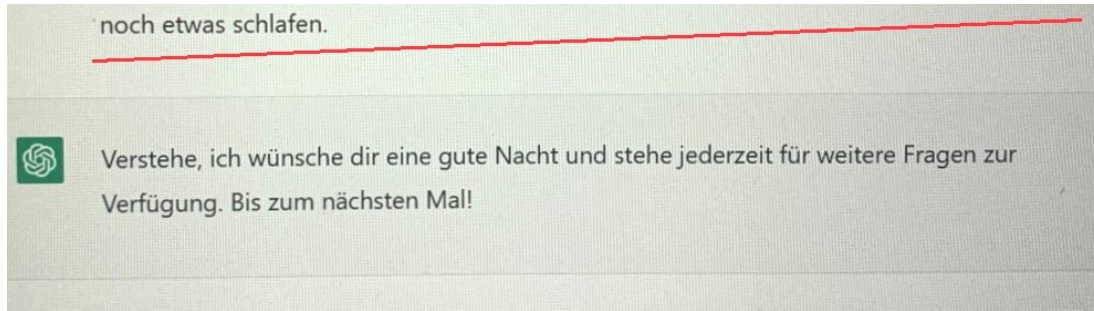 noch etwas schlafen.
Verstehe, ich wünsche dir eine gute Nacht und stehe jederzeit für weitere Fragen zur
Verfügung. Bis zum nächsten Mal!